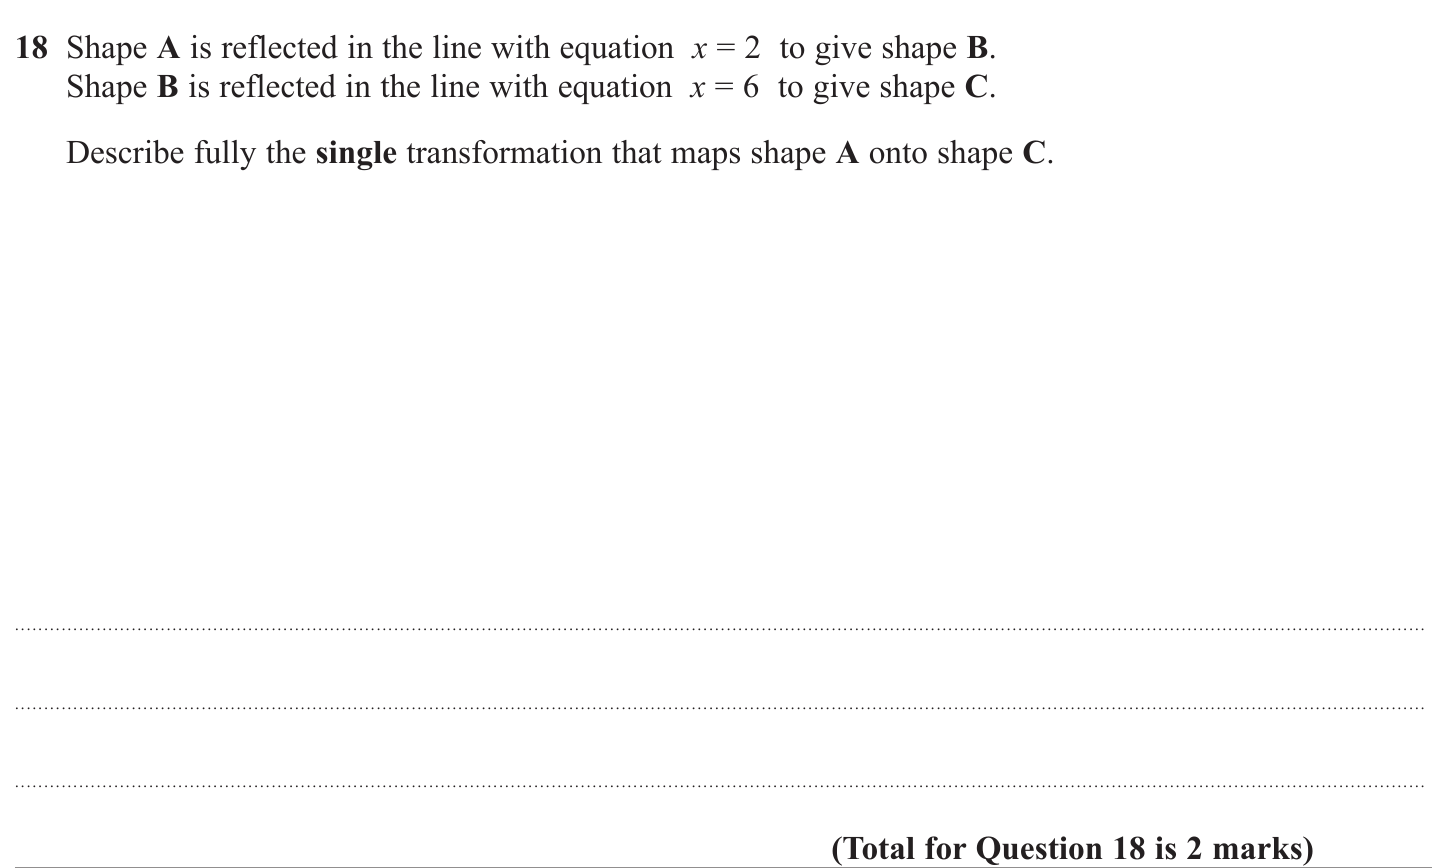 18 Shape A is reflected in the line with equation x = 2 to give shape B.
Shape B is reflected in the line with equation x = 6 to give shape C.
Describe fully the single transformation that maps shape A onto shape C.
(Total for Question 18 is 2 marks)